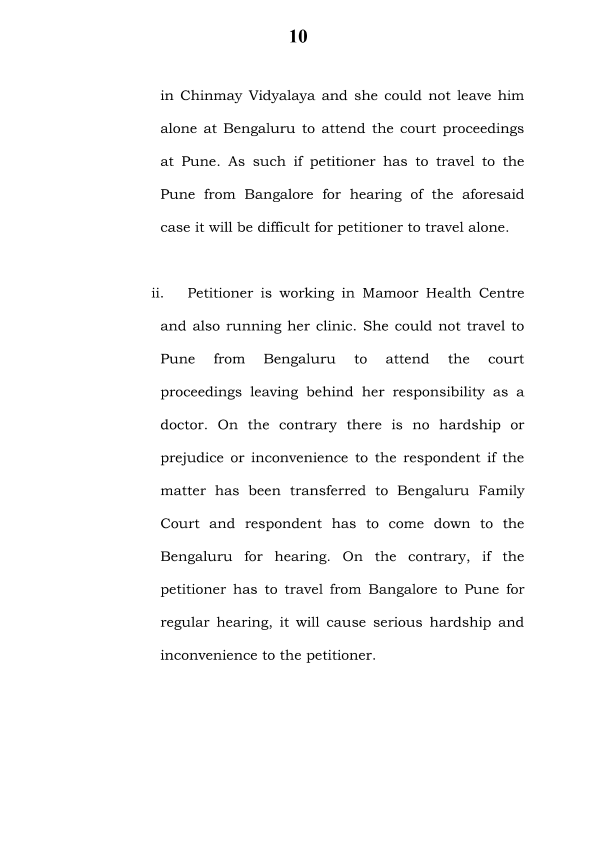 10
in Chinmay Vidyalaya and she could not leave him
alone at Bengaluru to attend the court proceedings
at Pune. As such if petitioner has to travel to the
Pune from Bangalore for hearing of the aforesaid
case it will be difficult for petitioner to travel alone.
ii. Petitioner is working in Mamoor Health Centre
and also running her clinic. She could not travel to
Pune from Bengaluru to attend the court
proceedings leaving behind her responsibility as a
doctor. On the contrary there is no hardship or
prejudice or inconvenience to the respondent if the
matter has been transferred to Bengaluru Family
Court and respondent has to come down to the
Bengaluru for hearing. On the contrary, if the
petitioner has to travel from Bangalore to Pune for
regular hearing, it will cause serious hardship and
inconvenience to the petitioner.